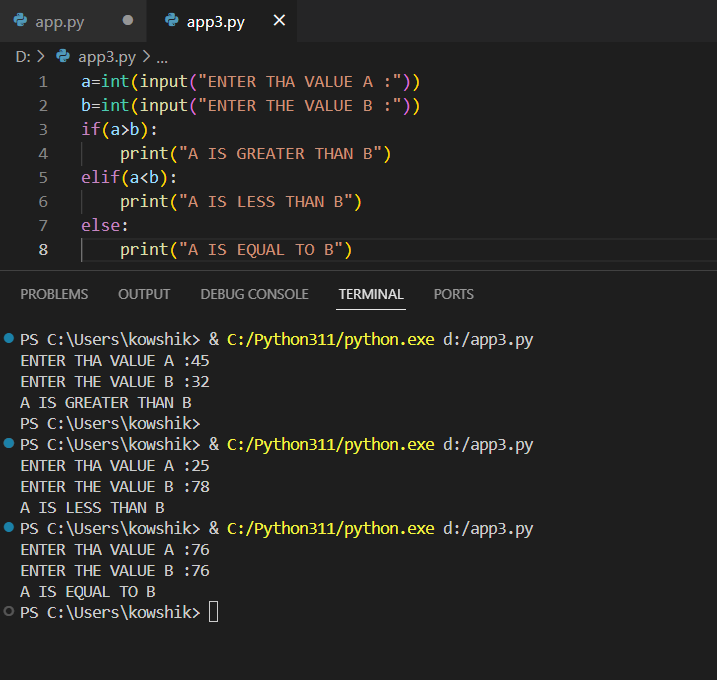 app.py app3.py
D: > app3.py > ...
1 a=int(input("ENTER THA VALUE A :"))
2 b=int(input("ENTER THE VALUE B :"))
3 if(a>b):
4     print("A IS GREATER THAN B")
5 elif(a<b):
6     print("A IS LESS THAN B")
7 else:
8     print("A IS EQUAL TO B")
PROBLEMS OUTPUT DEBUG CONSOLE TERMINAL PORTS
PS C:\Users\kowshik> & C:/Python311/python.exe d:/app3.py
ENTER THA VALUE A :45
ENTER THE VALUE B :32
A IS GREATER THAN B
PS C:\Users\kowshik>
PS C:\Users\kowshik> & C:/Python311/python.exe d:/app3.py
ENTER THA VALUE A :25
ENTER THE VALUE B :78
A IS LESS THAN B
PS C:\Users\kowshik> & C:/Python311/python.exe d:/app3.py
ENTER THA VALUE A :76
ENTER THE VALUE B :76
A IS EQUAL TO B
PS C:\Users\kowshik>